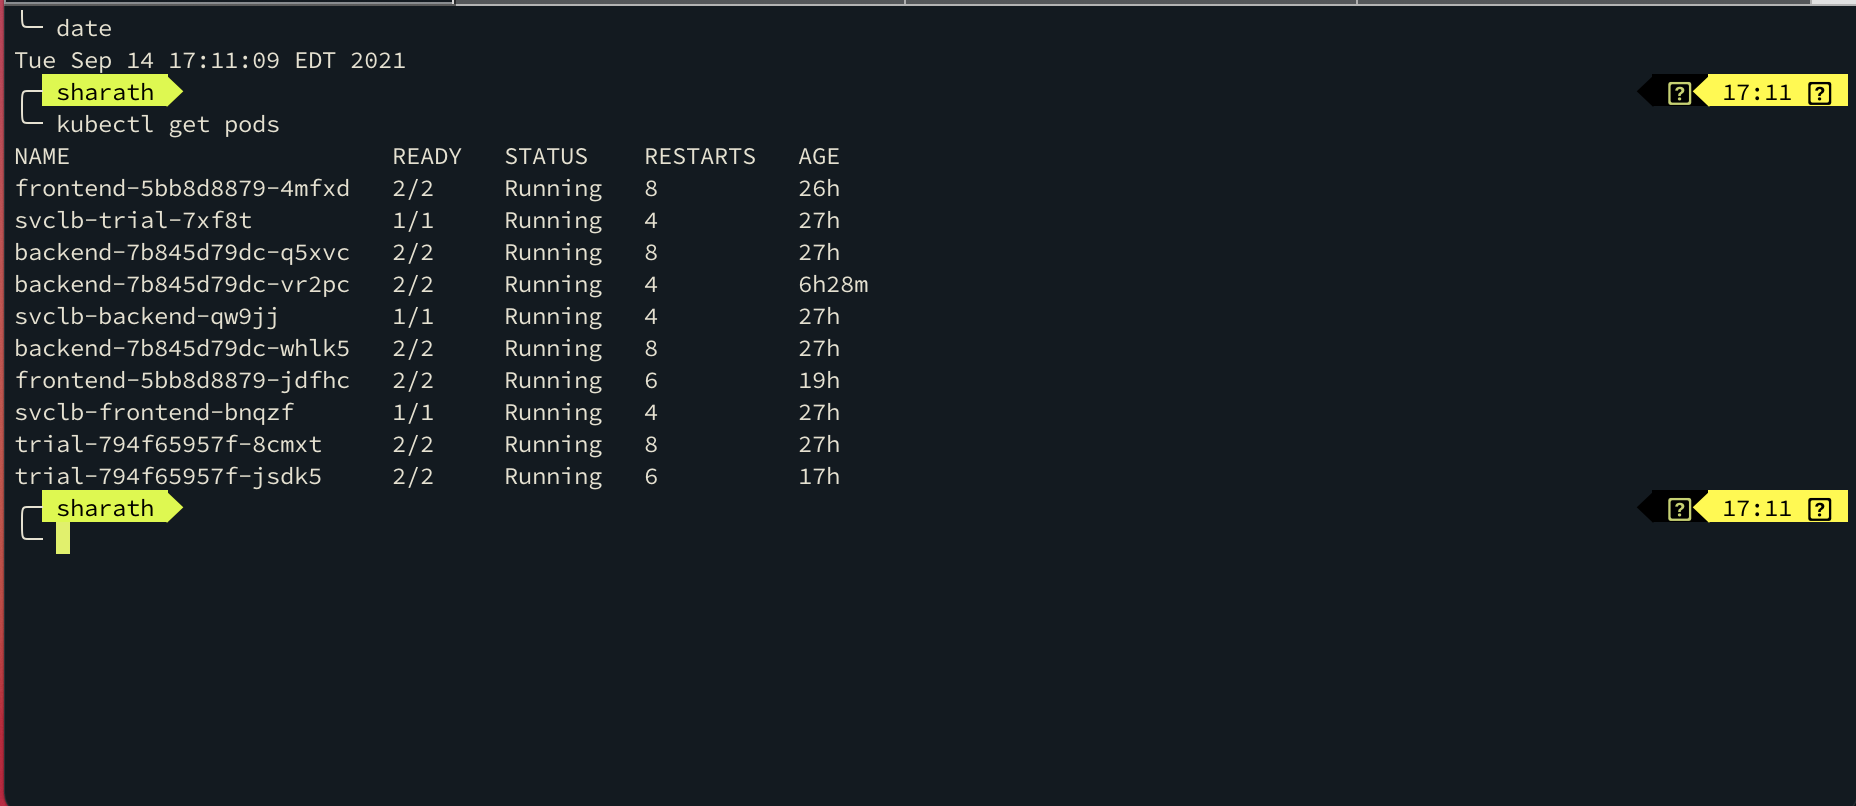 date
Tue Sep 14 17:11:09 EDT 2021
sharath 17:11
kubectl get pods
NAME READY STATUS RESTARTS AGE
frontend-5bb8d8879-4mfxd 2/2 Running 8 26h
svclb-trial-7xf8t 1/1 Running 4 27h
backend-7b845d79dc-q5xvc 2/2 Running 8 27h
backend-7b845d79dc-vr2pc 2/2 Running 4 6h28m
svclb-backend-qw9jj 1/1 Running 4 27h
backend-7b845d79dc-whlk5 2/2 Running 8 27h
frontend-5bb8d8879-jdfhc 2/2 Running 6 19h
svclb-frontend-bnqzf 1/1 Running 4 27h
trial-794f65957f-8cmxt 2/2 Running 8 27h
trial-794f65957f-jsdk5 2/2 Running 6 17h
sharath 17:11